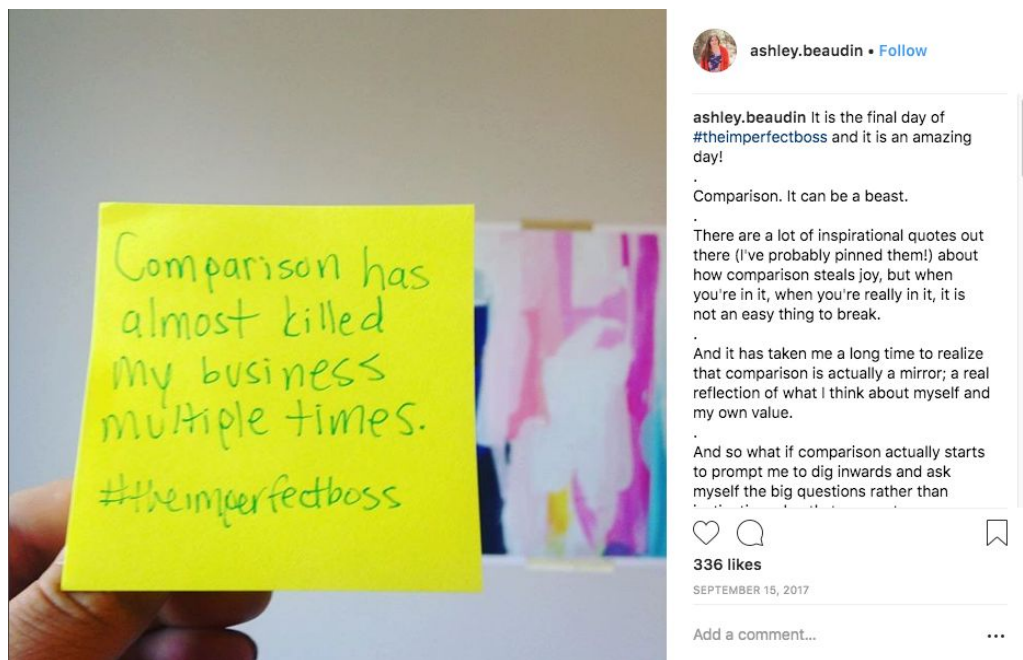 Comparison has
almost killed
my business
multiple times.
#theimperfectboss
ashley.beaudin • Follow
ashley.beaudin It is the final day of
#theimperfectboss and it is an amazing
day!
.
Comparison. It can be a beast.
.
There are a lot of inspirational quotes out
there (I've probably pinned them!) about
how comparison steals joy, but when
you're in it, when you're really in it, it is
not an easy thing to break.
.
And it has taken me a long time to realize
that comparison is actually a mirror; a real
reflection of what I think about myself and
my own value.
.
And so what if comparison actually starts
to prompt me to dig inwards and ask
myself the big questions rather than
336 likes
SEPTEMBER 15, 2017
Add a comment...